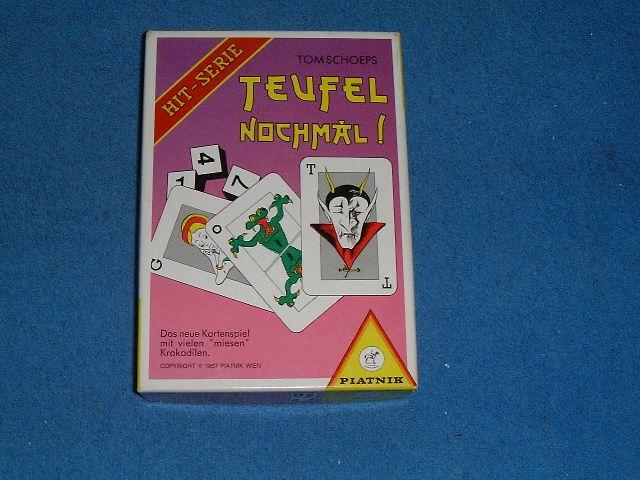 HIT-SERIE
TOM SCHOEPS
TEUFEL
NOCHMAL!
4
1
7
T
O
G
T
Das neue Kartenspiel
mit vielen "miesen"
Krokodilen.
COPYRIGHT © 1987 PIATNIK WIEN
PIATNIK